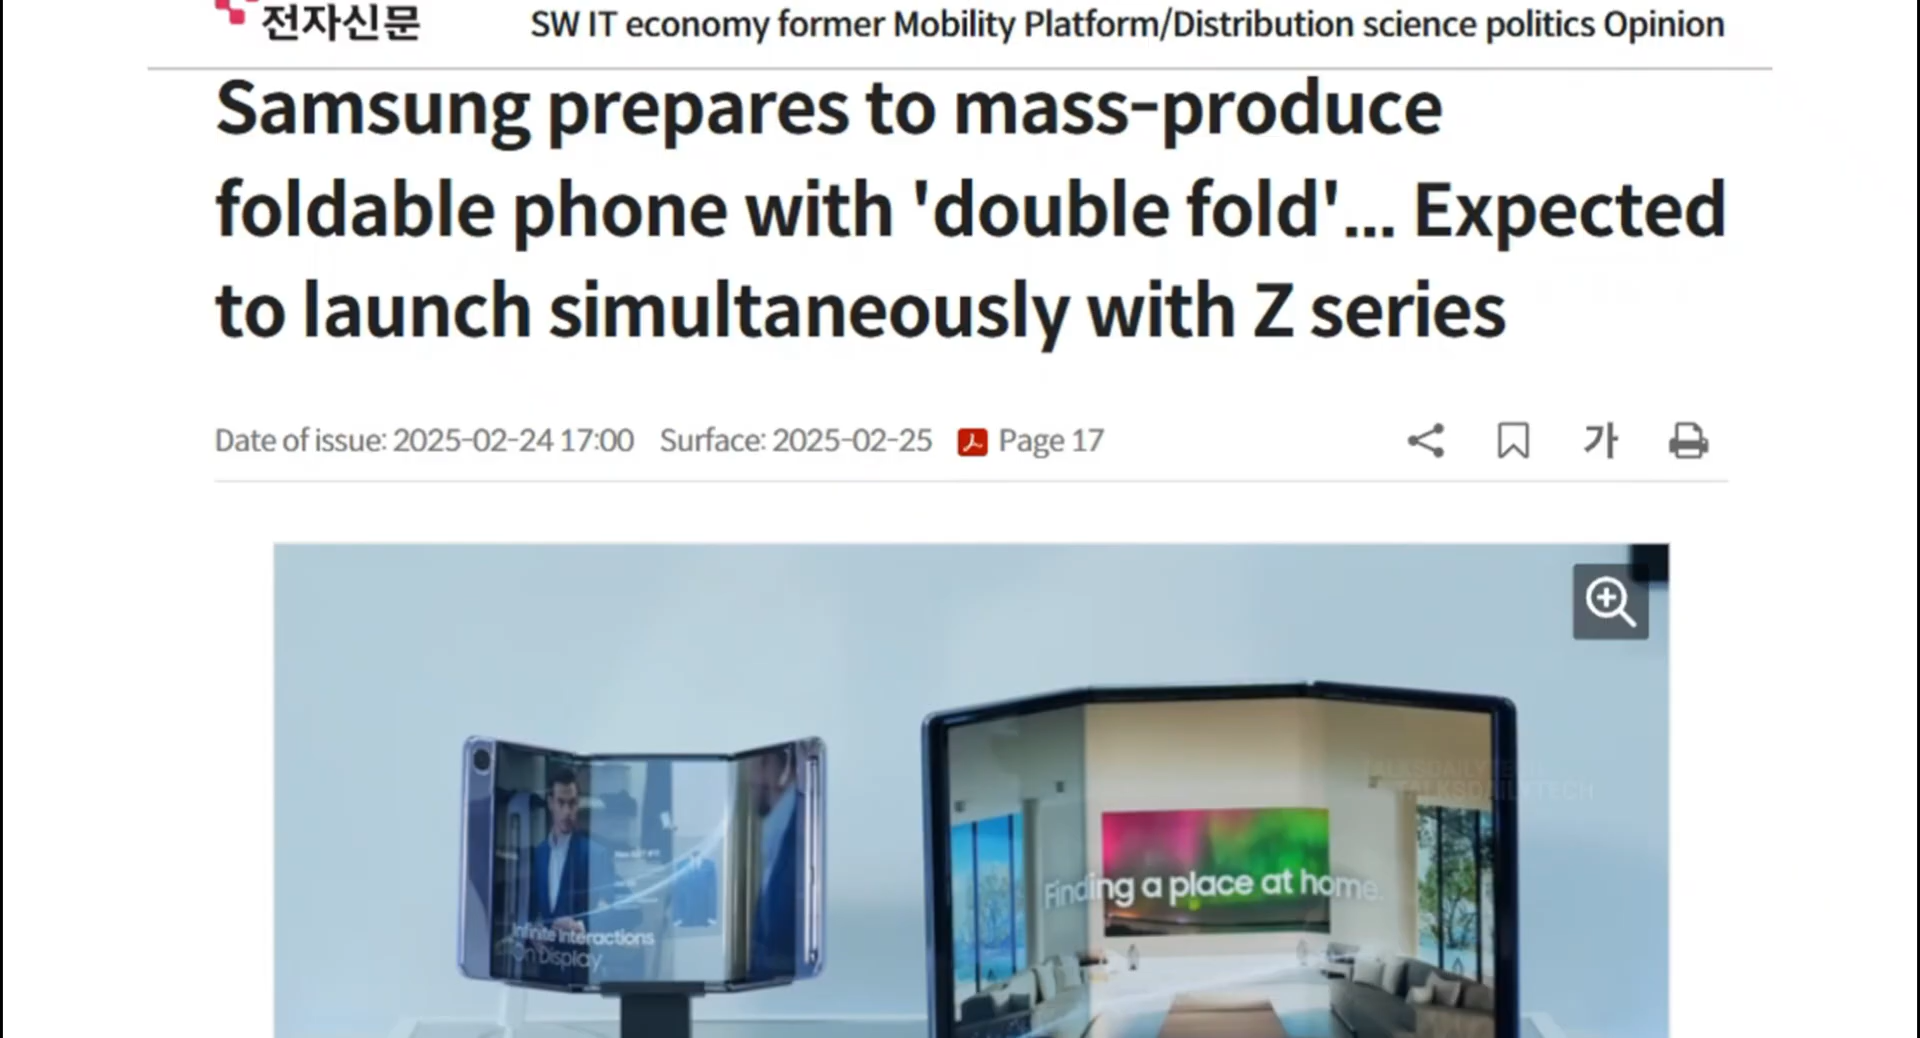 전자신문
SW IT economy former Mobility Platform/Distribution science politics Opinion
Samsung prepares to mass-produce
foldable phone with 'double fold'... Expected
to launch simultaneously with Z series
Date of issue: 2025-02-24 17:00 Surface: 2025-02-25 Page 17
가
TALKSDAILYTECH
TALKSDAILYTECH
Finding a place at home.
Infinite Interactions
On Display